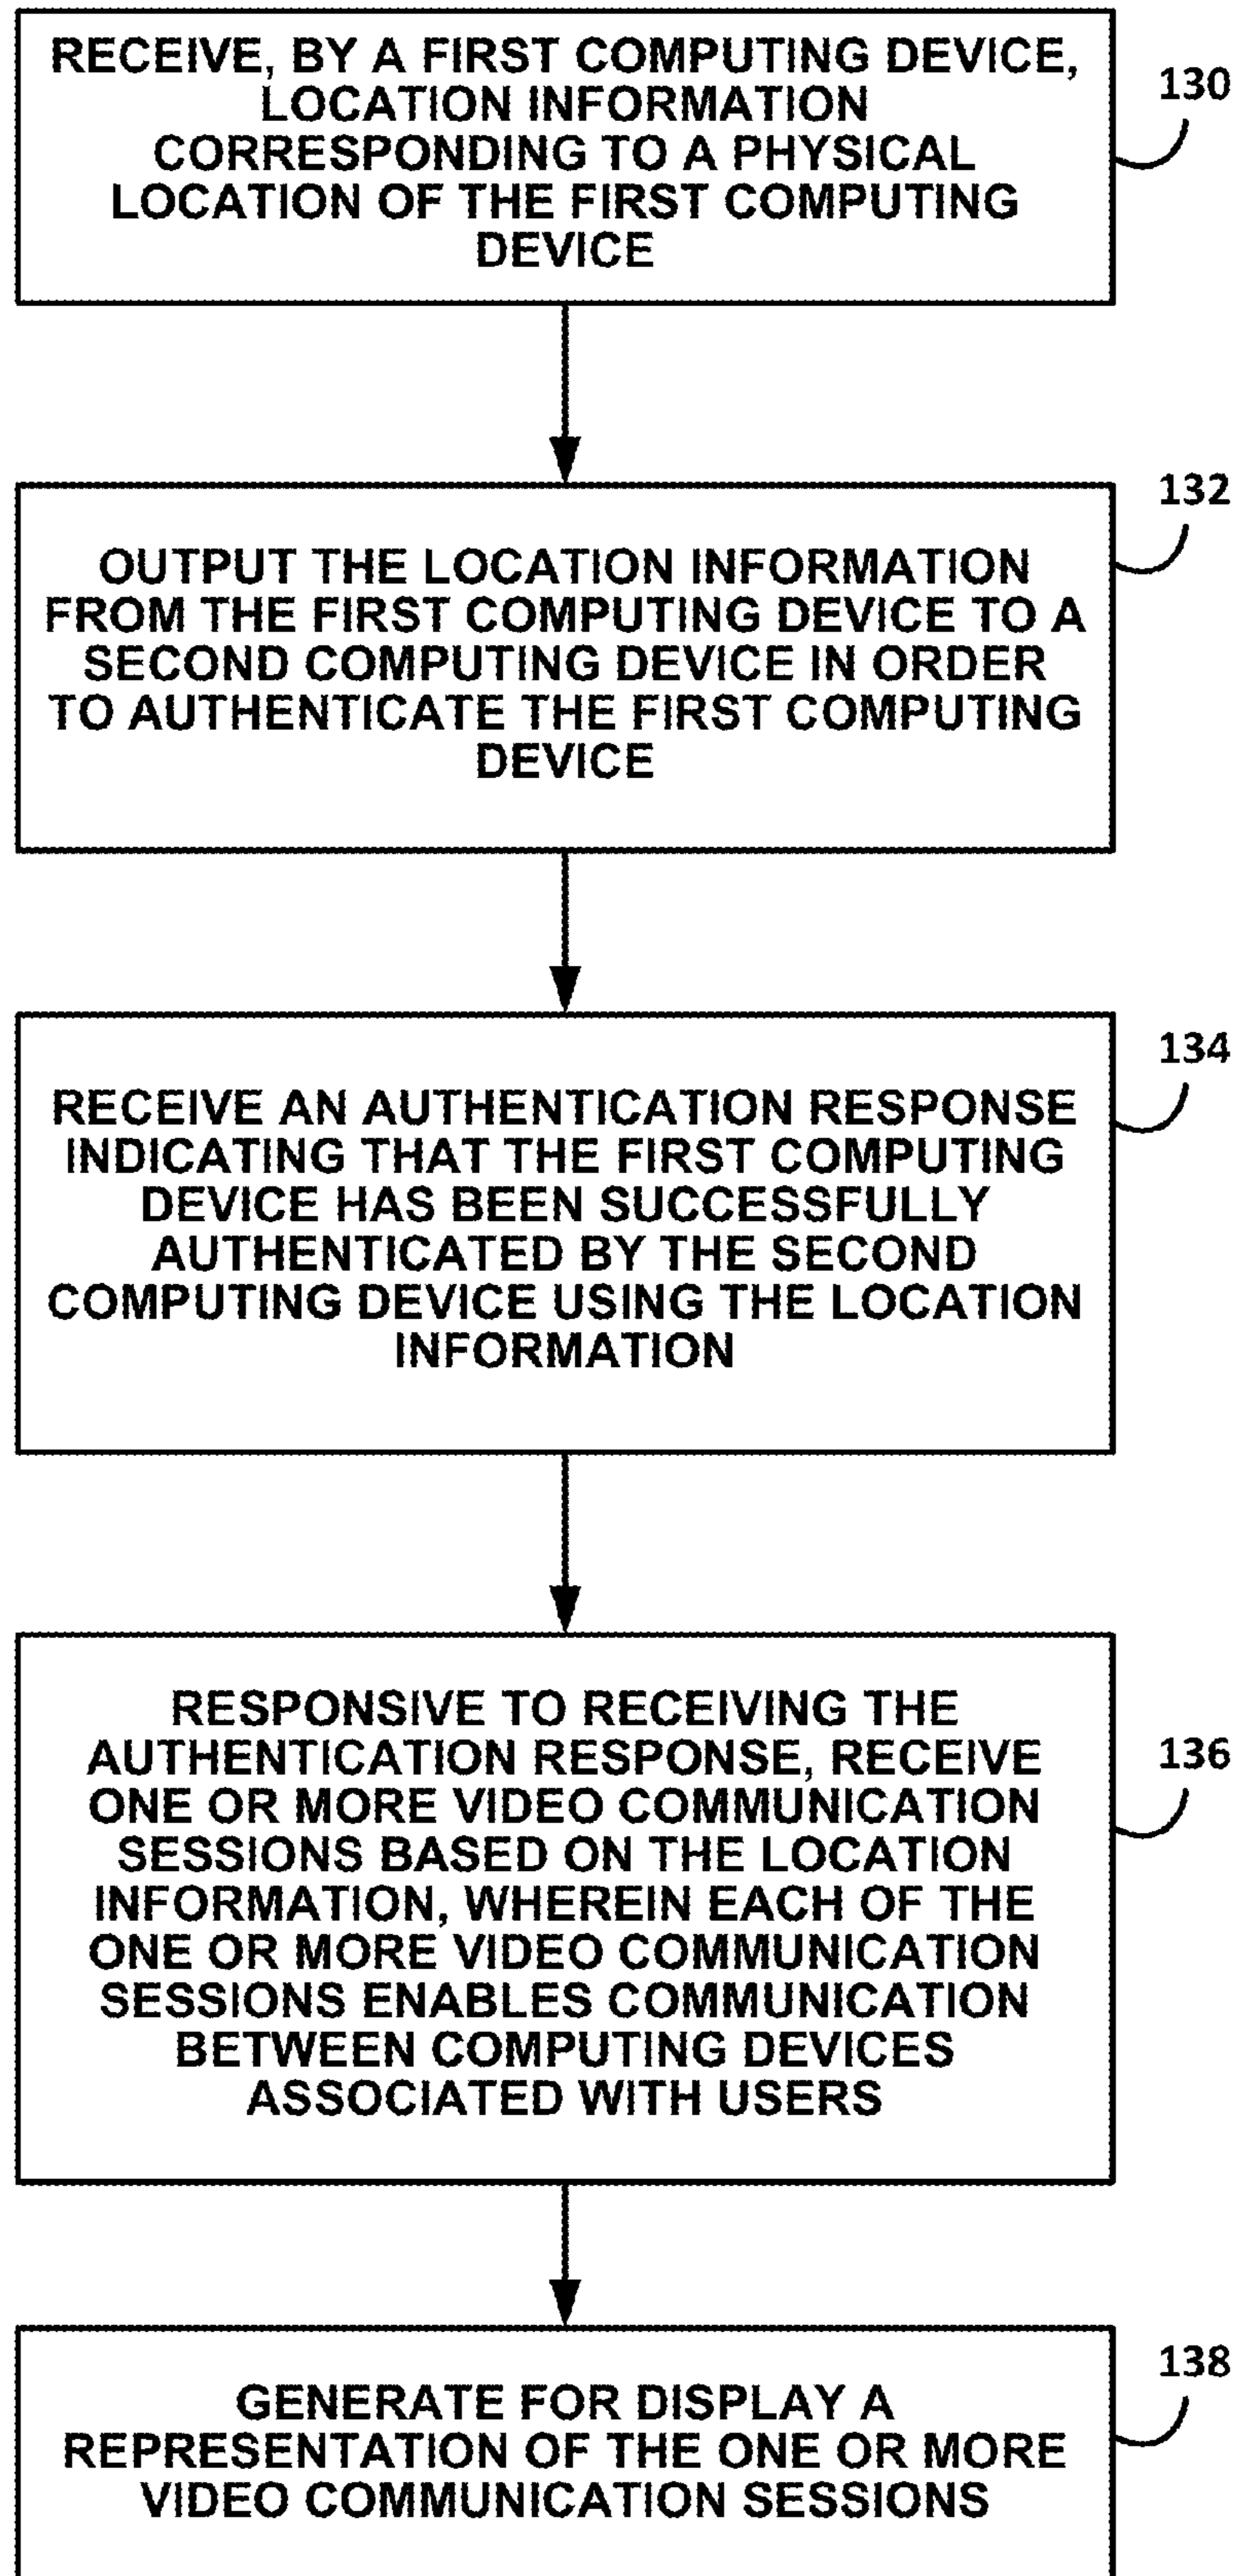 RECEIVE, BY A FIRST COMPUTING DEVICE,
LOCATION INFORMATION
CORRESPONDING TO A PHYSICAL
LOCATION OF THE FIRST COMPUTING
DEVICE
130
OUTPUT THE LOCATION INFORMATION
FROM THE FIRST COMPUTING DEVICE TO A
SECOND COMPUTING DEVICE IN ORDER
TO AUTHENTICATE THE FIRST COMPUTING
DEVICE
132
RECEIVE AN AUTHENTICATION RESPONSE
INDICATING THAT THE FIRST COMPUTING
DEVICE HAS BEEN SUCCESSFULLY
AUTHENTICATED BY THE SECOND
COMPUTING DEVICE USING THE LOCATION
INFORMATION
134
RESPONSIVE TO RECEIVING THE
AUTHENTICATION RESPONSE, RECEIVE
ONE OR MORE VIDEO COMMUNICATION
SESSIONS BASED ON THE LOCATION
INFORMATION, WHEREIN EACH OF THE
ONE OR MORE VIDEO COMMUNICATION
SESSIONS ENABLES COMMUNICATION
BETWEEN COMPUTING DEVICES
ASSOCIATED WITH USERS
136
GENERATE FOR DISPLAY A
REPRESENTATION OF THE ONE OR MORE
VIDEO COMMUNICATION SESSIONS
138